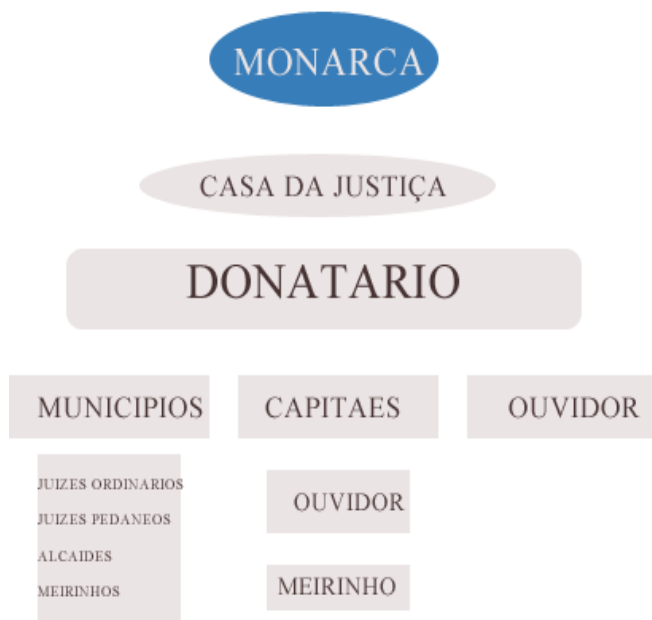 MONARCA
CASA DA JUSTIÇA
DONATARIO
MUNICIPIOS
CAPITAES
OUVIDOR
JUIZES ORDINARIOS
JUIZES PEDANEOS
ALCAIDES
MEIRINHOS
OUVIDOR
MEIRINHO